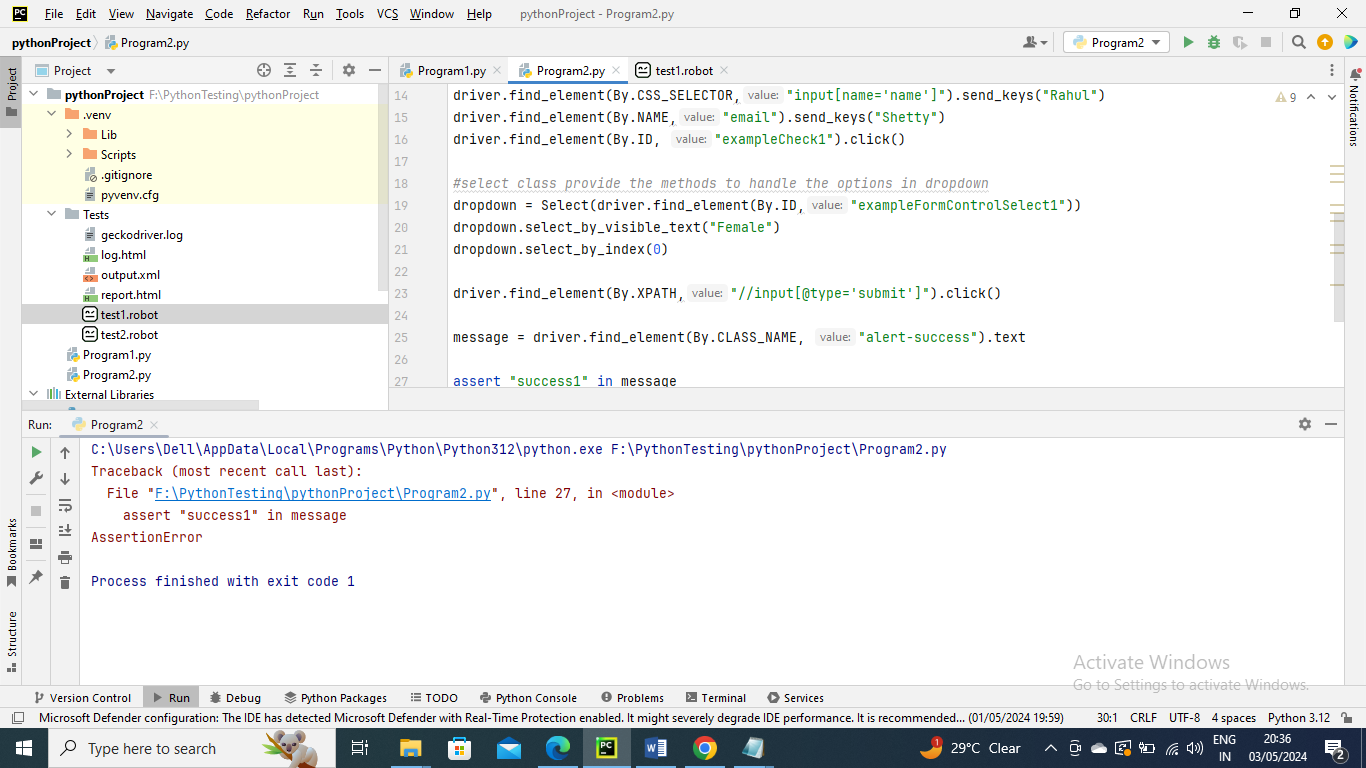 PC File Edit View Navigate Code Refactor Run Tools VCS Window Help pythonProject - Program2.py
pythonProject Program2.py Program2
Project
Project
Program1.py Program2.py test1.robot
Notifications
pythonProject F:\PythonTesting\pythonProject
.venv
Lib
Scripts
.gitignore
pyvenv.cfg
Tests
geckodriver.log
log.html
output.xml
report.html
test1.robot
test2.robot
Program1.py
Program2.py
External Libraries
9
14 driver.find_element(By.CSS_SELECTOR, value: "input[name='name']").send_keys("Rahul")
15 driver.find_element(By.NAME, value: "email").send_keys("Shetty")
16 driver.find_element(By.ID, value: "exampleCheck1").click()
17
18 #select class provide the methods to handle the options in dropdown
19 dropdown = Select(driver.find_element(By.ID, value: "exampleFormControlSelect1"))
20 dropdown.select_by_visible_text("Female")
21 dropdown.select_by_index(0)
22
23 driver.find_element(By.XPATH, value: "//input[@type='submit']").click()
24
25 message = driver.find_element(By.CLASS_NAME, value: "alert-success").text
26
27 assert "success1" in message
Run: Program2
C:\Users\Dell\AppData\Local\Programs\Python\Python312\python.exe F:\PythonTesting\pythonProject\Program2.py
Traceback (most recent call last):
File "F:\PythonTesting\pythonProject\Program2.py", line 27, in <module>
assert "success1" in message
AssertionError
Process finished with exit code 1
Bookmarks
Structure
Activate Windows
Go to Settings to activate Windows.
Version Control Run Debug Python Packages TODO Python Console Problems Terminal Services
Microsoft Defender configuration: The IDE has detected Microsoft Defender with Real-Time Protection enabled. It might severely degrade IDE performance. It is recommended... (01/05/2024 19:59) 30:1 CRLF UTF-8 4 spaces Python 3.12
Type here to search PC 29°C Clear ENG IN 20:36 03/05/2024 2